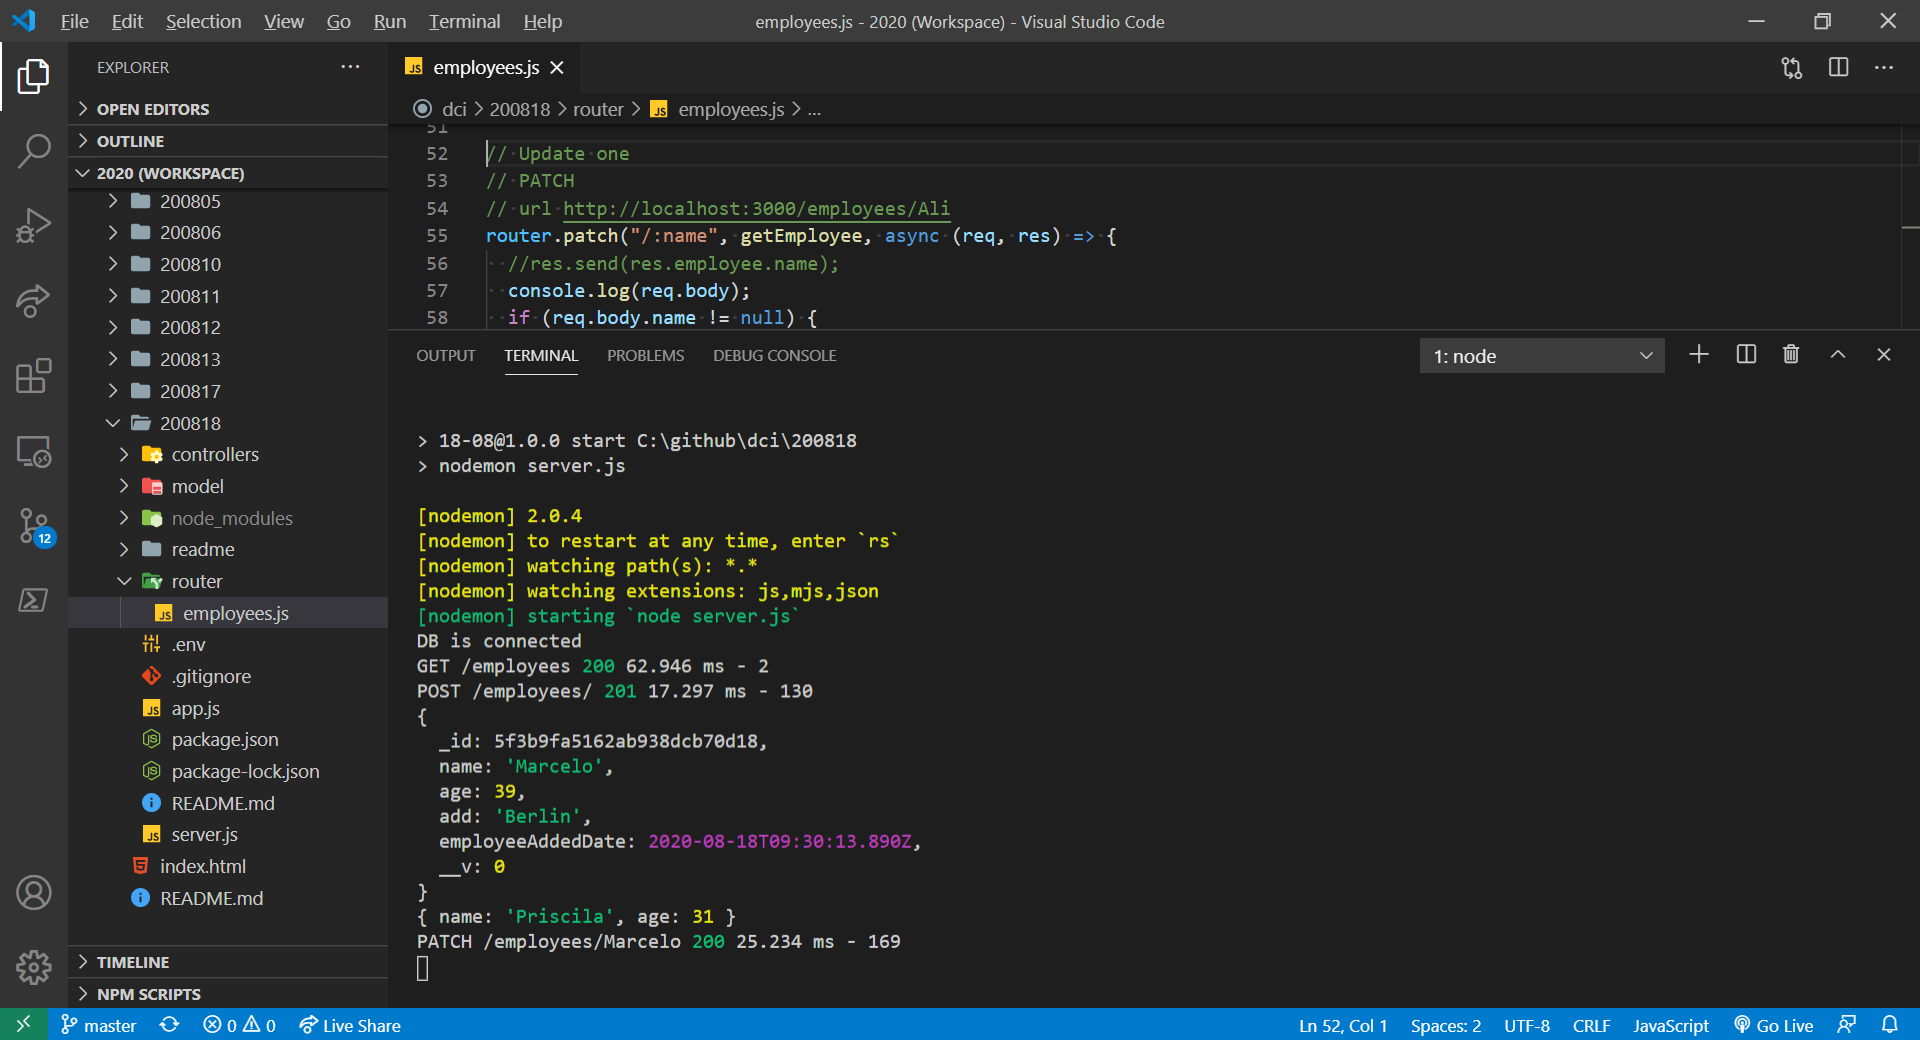 File Edit Selection View Go Run Terminal Help
employees.js - 2020 (Workspace) - Visual Studio Code
EXPLORER
OPEN EDITORS
OUTLINE
2020 (WORKSPACE)
200805
200806
200810
200811
200812
200813
200817
200818
controllers
model
node_modules
readme
router
JS employees.js
.env
.gitignore
JS app.js
package.json
package-lock.json
README.md
JS server.js
index.html
README.md
TIMELINE
NPM SCRIPTS
12
JS employees.js
dci > 200818 > router > JS employees.js > ...
51
52 // Update one
53 // PATCH
54 // url http://localhost:3000/employees/Ali
55 router.patch("/:name", getEmployee, async (req, res) => {
56 //res.send(res.employee.name);
57 console.log(req.body);
58 if (req.body.name != null) {
OUTPUT TERMINAL PROBLEMS DEBUG CONSOLE
1: node
> 18-08@1.0.0 start C:\github\dci\200818
> nodemon server.js
[nodemon] 2.0.4
[nodemon] to restart at any time, enter `rs`
[nodemon] watching path(s): *.*
[nodemon] watching extensions: js,mjs,json
[nodemon] starting `node server.js`
DB is connected
GET /employees 200 62.946 ms - 2
POST /employees/ 201 17.297 ms - 130
{
_id: 5f3b9fa5162ab938dcb70d18,
name: 'Marcelo',
age: 39,
add: 'Berlin',
employeeAddedDate: 2020-08-18T09:30:13.890Z,
__v: 0
}
{ name: 'Priscila', age: 31 }
PATCH /employees/Marcelo 200 25.234 ms - 169
master 0 0 Live Share
Ln 52, Col 1 Spaces: 2 UTF-8 CRLF JavaScript Go Live